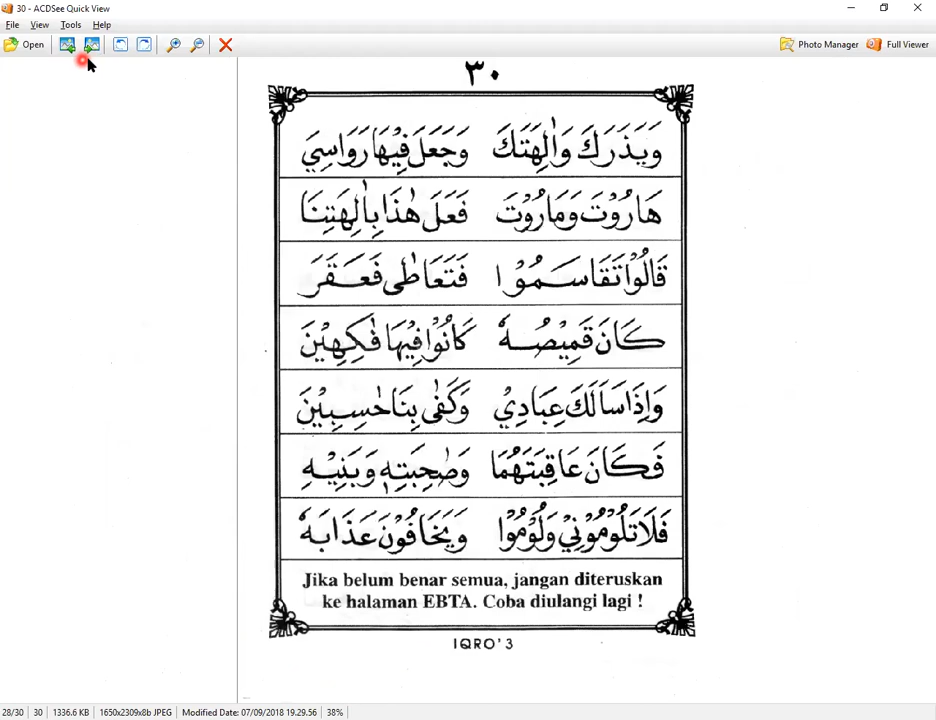 30 - ACDSee Quick View
File View Tools Help
Open
Photo Manager Full Viewer
٣٠
وَيَذَرَكَ وَاٰلِهَتَكَ وَجَعَلَ فِيْهَا رَوَاسِيَ
هَارُوْتَ وَمَارُوْتَ فَعَلَ هٰذَا بِاٰلِهَتِنَا
قَالُوْا تَقَاسَمُوْا فَتَعَاطٰى فَعَقَرَ
كَانَ قَمِيْصُهٗ كَانُوْا فِيْهَا فٰكِهِيْنَ
وَاِذَا سَاَلَكَ عِبَادِيْ وَكَفٰى بِنَا حٰسِبِيْنَ
فَكَانَ عَاقِبَتَهُمَا وَصٰحِبَتِهٖ وَبَنِيْهِ
فَلَا تَلُوْمُوْنِيْ وَلُوْمُوْا وَيَخَافُوْنَ عَذَابَهٗ
Jika belum benar semua, jangan diteruskan
ke halaman EBTA. Coba diulangi lagi !
IQRO' 3
28/30 30 1336.6 KB 1650x2309x8b JPEG Modified Date: 07/09/2018 19.29.56 38%